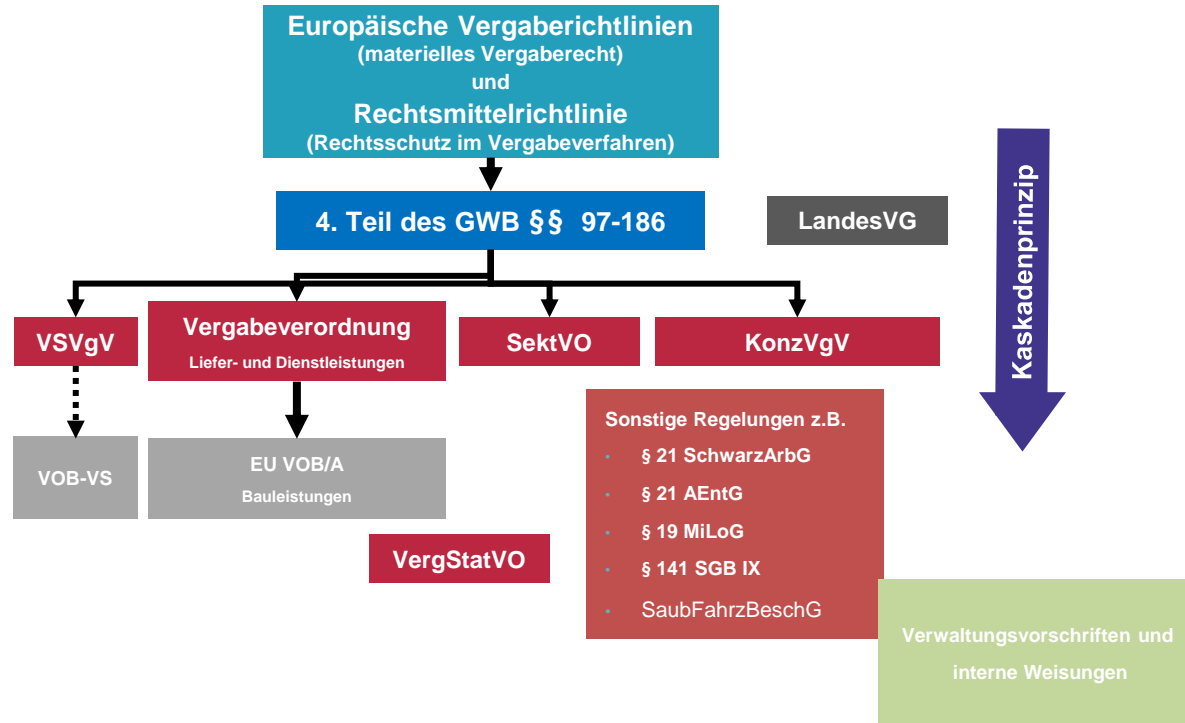 Europäische Vergaberichtlinien
(materielles Vergaberecht)
und
Rechtsmittelrichtlinie
(Rechtsschutz im Vergabeverfahren)
4. Teil des GWB §§ 97-186
LandesVG
Kaskadenprinzip
VSVgV
Vergabeverordnung
Liefer- und Dienstleistungen
SektVO
KonzVgV
VOB-VS
EU VOB/A
Bauleistungen
VergStatVO
Sonstige Regelungen z.B.
• § 21 SchwarzArbG
• § 21 AEntG
• § 19 MiLoG
• § 141 SGB IX
• SaubFahrzBeschG
Verwaltungsvorschriften und
interne Weisungen